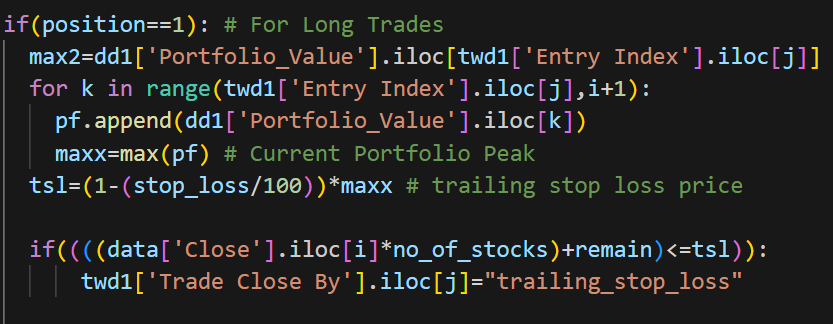 if(position==1): # For Long Trades
max2=dd1['Portfolio_Value'].iloc[twd1['Entry Index'].iloc[j]]
for k in range(twd1['Entry Index'].iloc[j],i+1):
pf.append(dd1['Portfolio_Value'].iloc[k])
maxx=max(pf) # Current Portfolio Peak
tsl=(1-(stop_loss/100))*maxx # trailing stop loss price
if((((data['Close'].iloc[i]*no_of_stocks)+remain)<=tsl)):
twd1['Trade Close By'].iloc[j]="trailing_stop_loss"